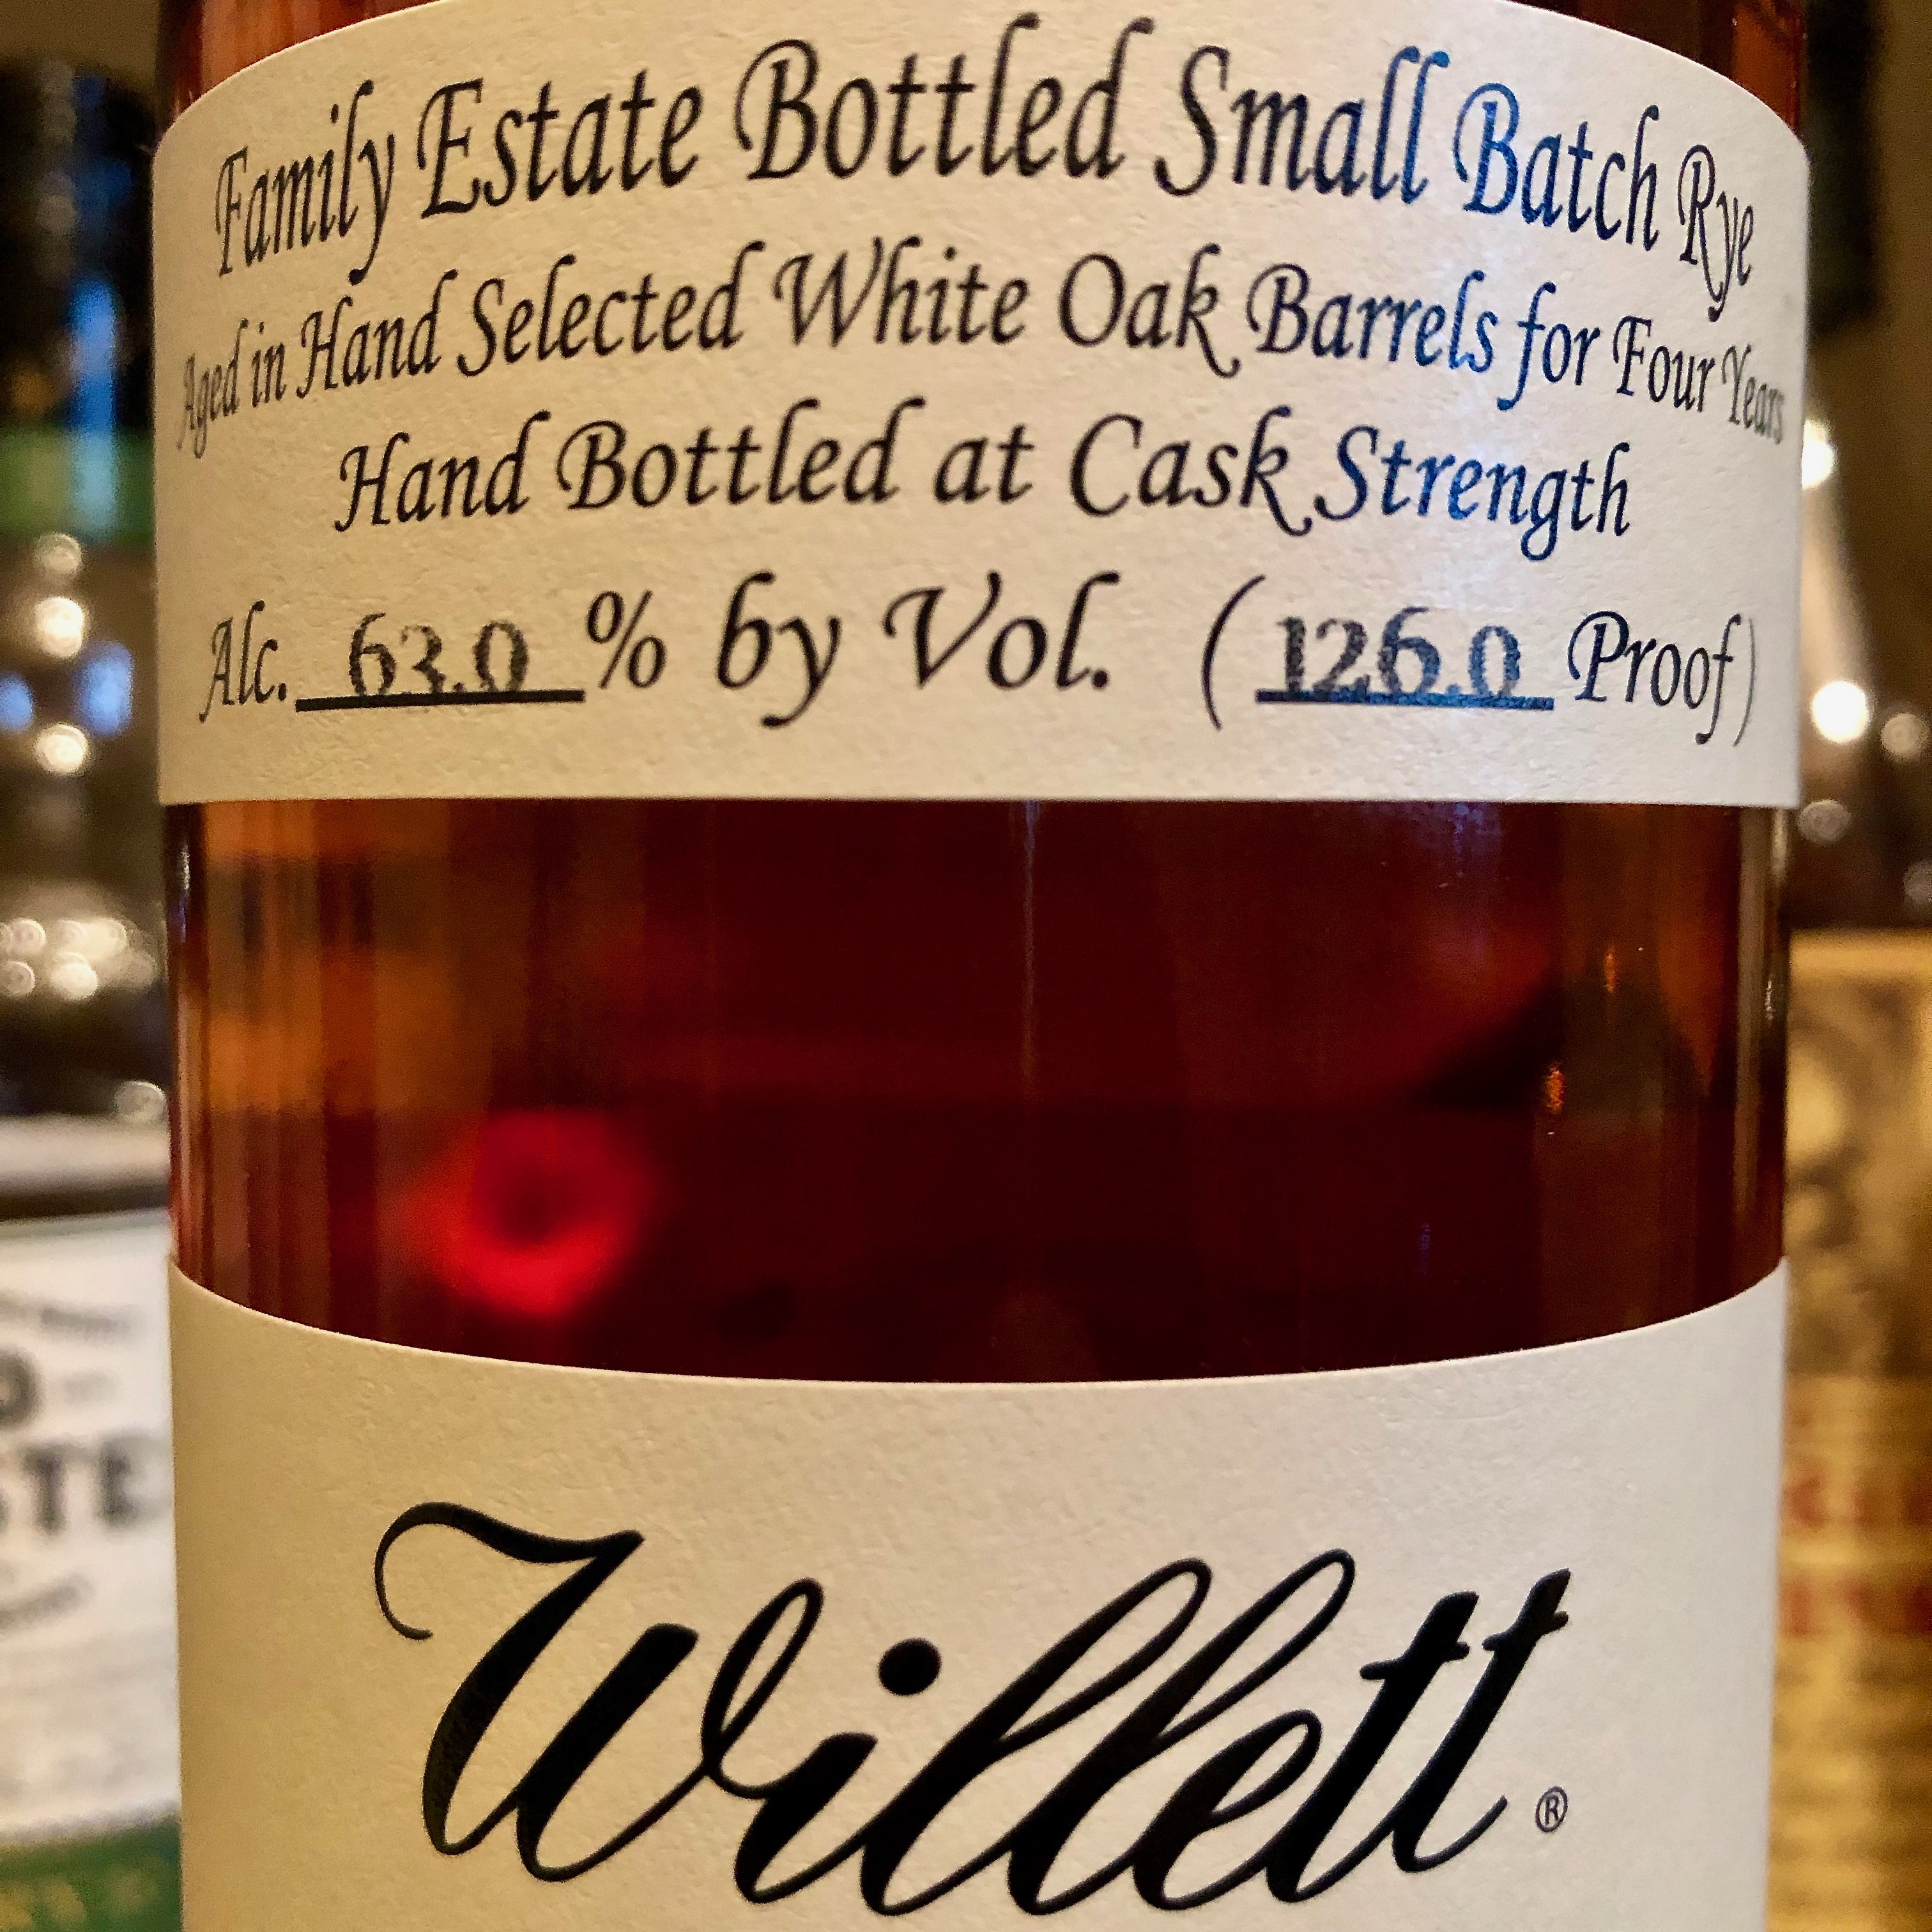 Family Estate Bottled Small Batch Rye
Aged in Hand Selected White Oak Barrels for Four Years
Hand Bottled at Cask Strength
Alc. 63.0 % by Vol. (126.0 Proof)
Willett ®